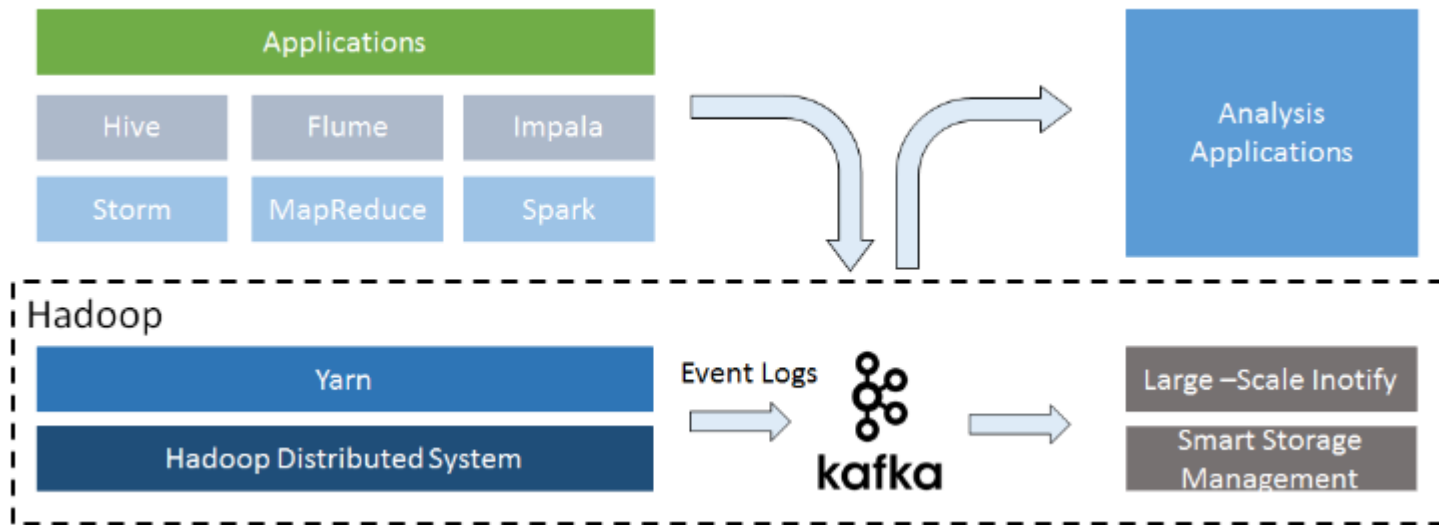 Applications
Hive
Flume
Impala
Storm
MapReduce
Spark
Analysis
Applications
Hadoop
Yarn
Hadoop Distributed System
Event Logs
kafka
Large –Scale Inotify
Smart Storage
Management